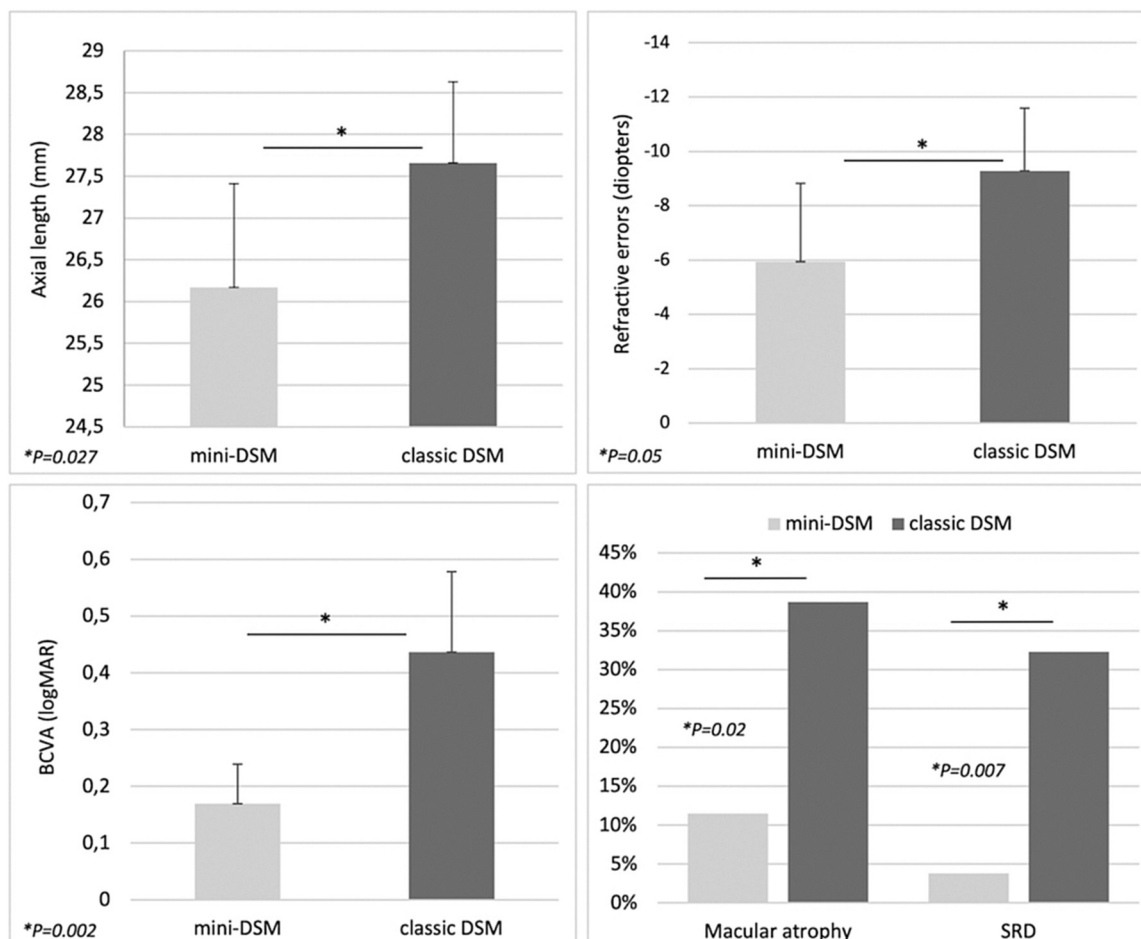 29
28,5
28
27,5
27
26,5
26
25,5
25
24,5
Axial length (mm)
*
mini-DSM
classic DSM
*P=0.027
-14
-12
-10
-8
-6
-4
-2
0
Refractive errors (diopters)
*
mini-DSM
classic DSM
*P=0.05
0,7
0,6
0,5
0,4
0,3
0,2
0,1
0
BCVA (logMAR)
*
mini-DSM
classic DSM
*P=0.002
mini-DSM
classic DSM
45%
40%
35%
30%
25%
20%
15%
10%
5%
0%
*
*
*P=0.02
*P=0.007
Macular atrophy
SRD